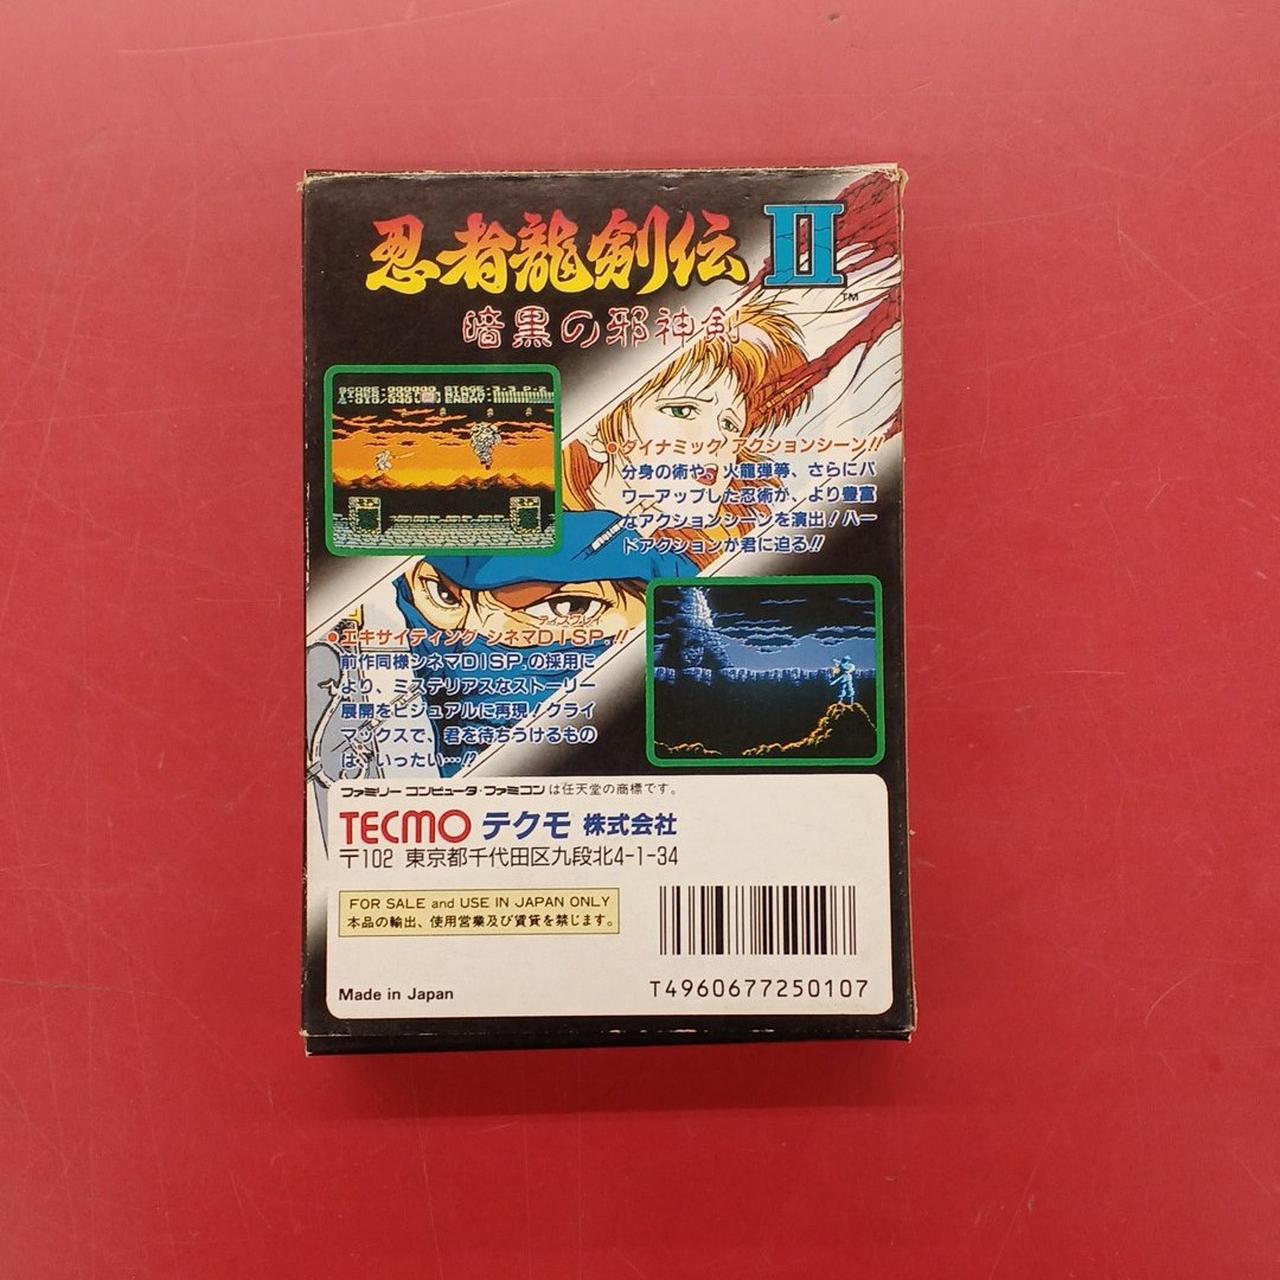 忍者龍剣伝 II
TM
暗黒の邪神剣
●ダイナミック アクションシーン!!
分身の術や、火龍弾等、さらにパ
ワーアップした忍術が、より豊富
なアクションシーンを演出!ハー
ドアクションが君に迫る!!
ディスプレイ
●エキサイティング シネマDISP.!!
前作同様シネマDISP.の採用に
より、ミステリアスなストーリー
展開をビジュアルに再現!クライ
マックスで、君を待ちうけるもの
は、いったい…!?
ファミリー コンピュータ・ファミコンは任天堂の商標です。
TECMO テクモ 株式会社
〒102 東京都千代田区九段北4-1-34
FOR SALE and USE IN JAPAN ONLY
本品の輸出、使用営業及び賃貸を禁じます。
Made in Japan
T4960677250107